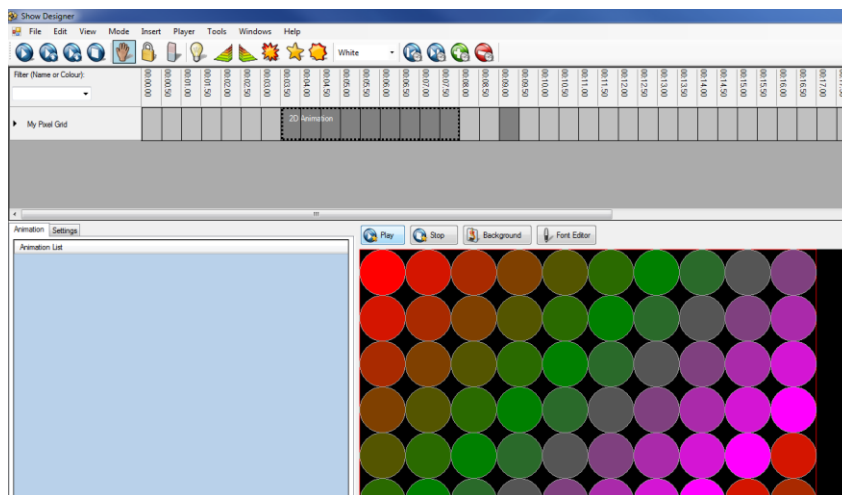 Show Designer
File Edit View Mode Insert Player Tools Windows Help
White
Filter (Name or Colour):
00:00.00 00:00.50 00:01.00 00:01.50 00:02.00 00:02.50 00:03.00 00:03.50 00:04.00 00:04.50 00:05.00 00:05.50 00:06.00 00:06.50 00:07.00 00:07.50 00:08.00 00:08.50 00:09.00 00:09.50 00:10.00 00:10.50 00:11.00 00:11.50 00:12.00 00:12.50 00:13.00 00:13.50 00:14.00 00:14.50 00:15.00 00:15.50 00:16.00 00:16.50 00:17.00
My Pixel Grid
2D Animation
Animation Settings
Play Stop Background Font Editor
Animation List